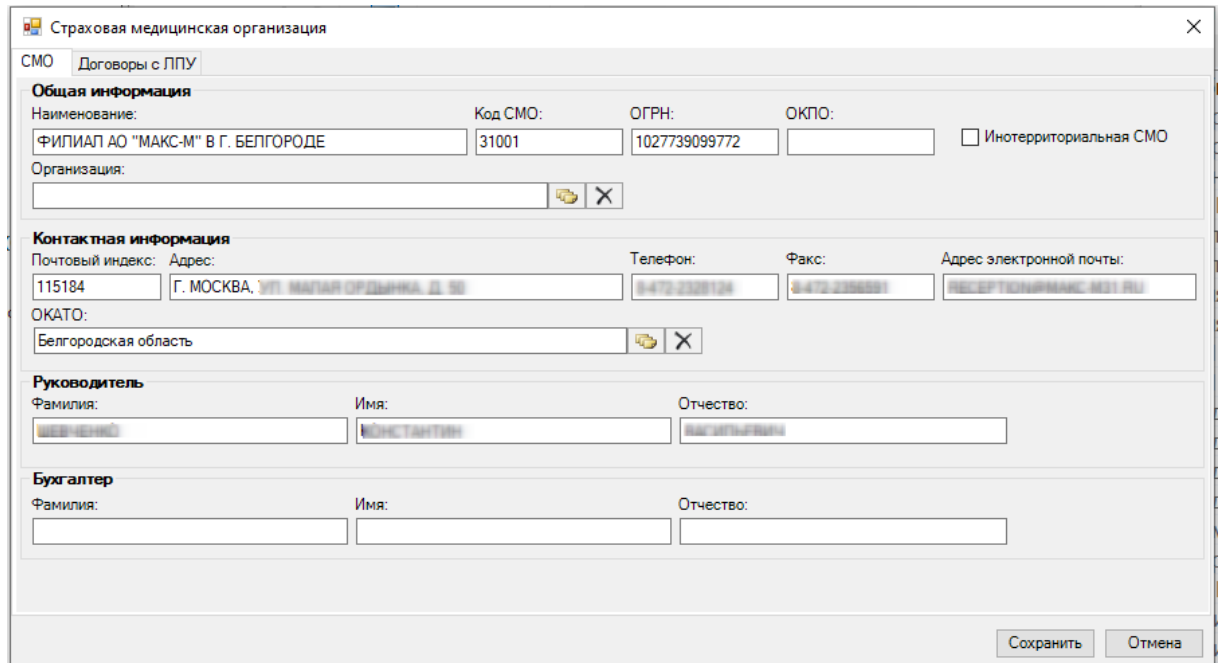 Страховая медицинская организация
СМО Договоры с ЛПУ
Общая информация
Наименование: Код СМО: ОГРН: ОКПО:
ФИЛИАЛ АО "МАКС-М" В Г. БЕЛГОРОДЕ 31001 1027739099772 Инотерриториальная СМО
Организация:
Контактная информация
Почтовый индекс: Адрес: Телефон: Факс: Адрес электронной почты:
115184 Г. МОСКВА,
ОКАТО:
Белгородская область
Руководитель
Фамилия: Имя: Отчество:
Бухгалтер
Фамилия: Имя: Отчество:
Сохранить Отмена